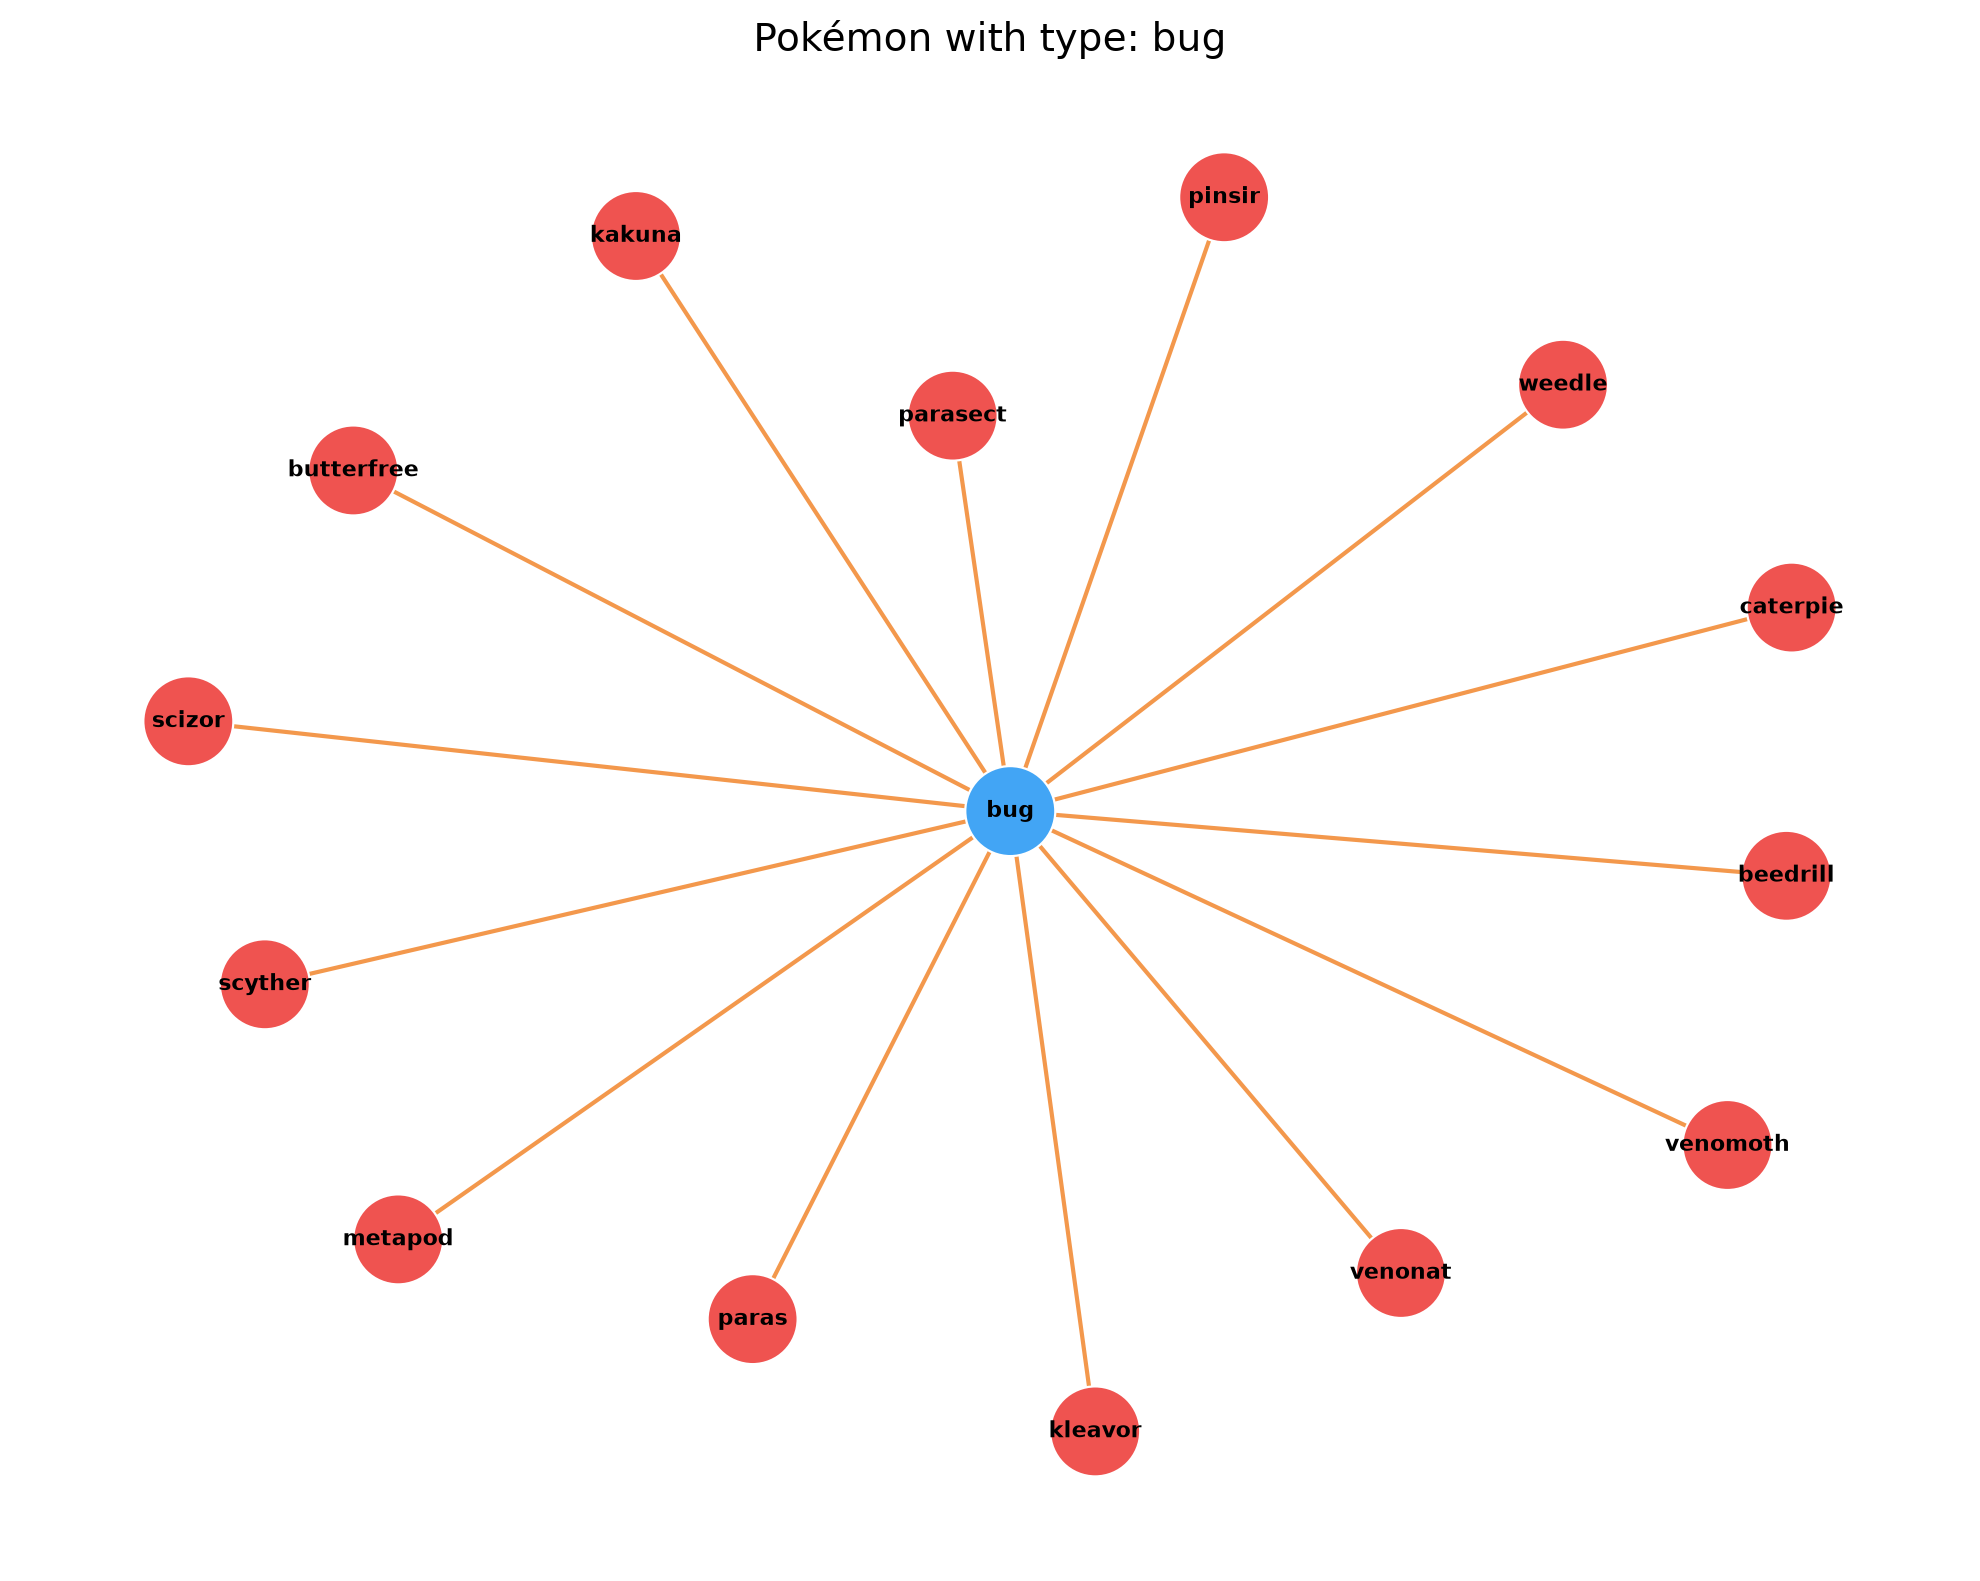 Pokémon with type: bug
pinsir
kakuna
weedle
parasect
butterfree
caterpie
scizor
bug
beedrill
scyther
venomoth
metapod
venonat
paras
kleavor